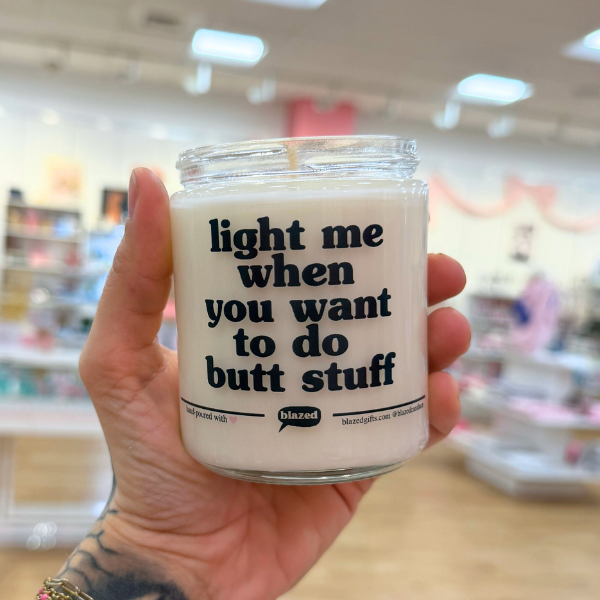 light me
when
you want
to do
butt stuff
hand-poured with
blazed
blazedgifts.com